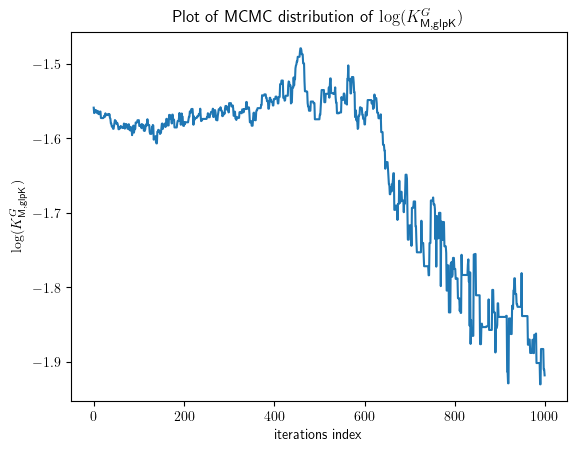 Plot of MCMC distribution of log(K^G_M,glpK)
log(K^G_M,glpK)
−1.5
−1.6
−1.7
−1.8
−1.9
0 200 400 600 800 1000
iterations index